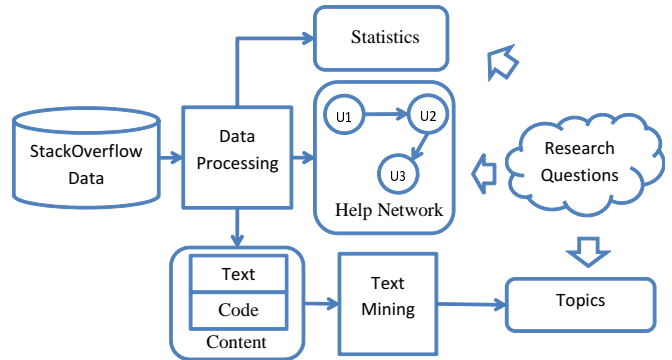 Statistics
U1
U2
U3
Help Network
StackOverflow
Data
Data
Processing
Research
Questions
Text
Code
Content
Text
Mining
Topics